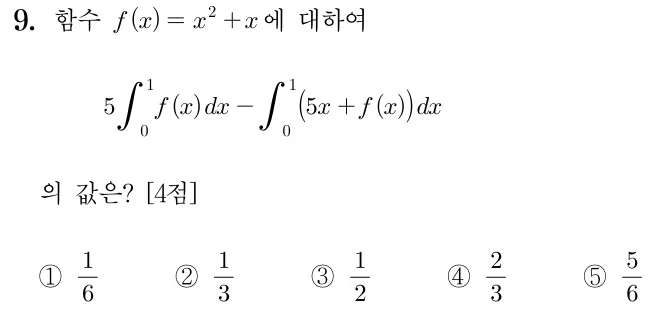 9. 함수 f(x)=x²+x에 대하여
5∫₀¹f(x)dx−∫₀¹(5x+f(x))dx
의 값은? [4점]
① 1/6 ② 1/3 ③ 1/2 ④ 2/3 ⑤ 5/6